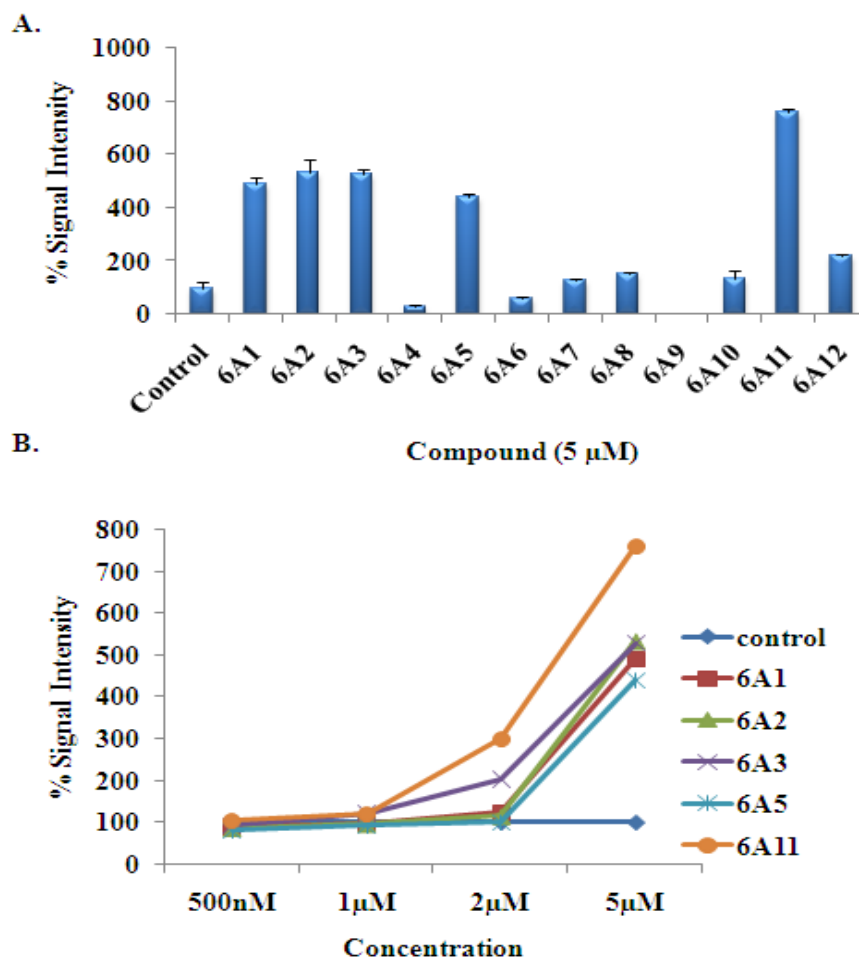 A.
1000
800
600
400
200
0
% Signal Intensity
Control 6A1 6A2 6A3 6A4 6A5 6A6 6A7 6A8 6A9 6A10 6A11 6A12
Compound (5 µM)
B.
800
700
600
500
400
300
200
100
0
% Signal Intensity
500nM 1µM 2µM 5µM
Concentration
control
6A1
6A2
6A3
6A5
6A11